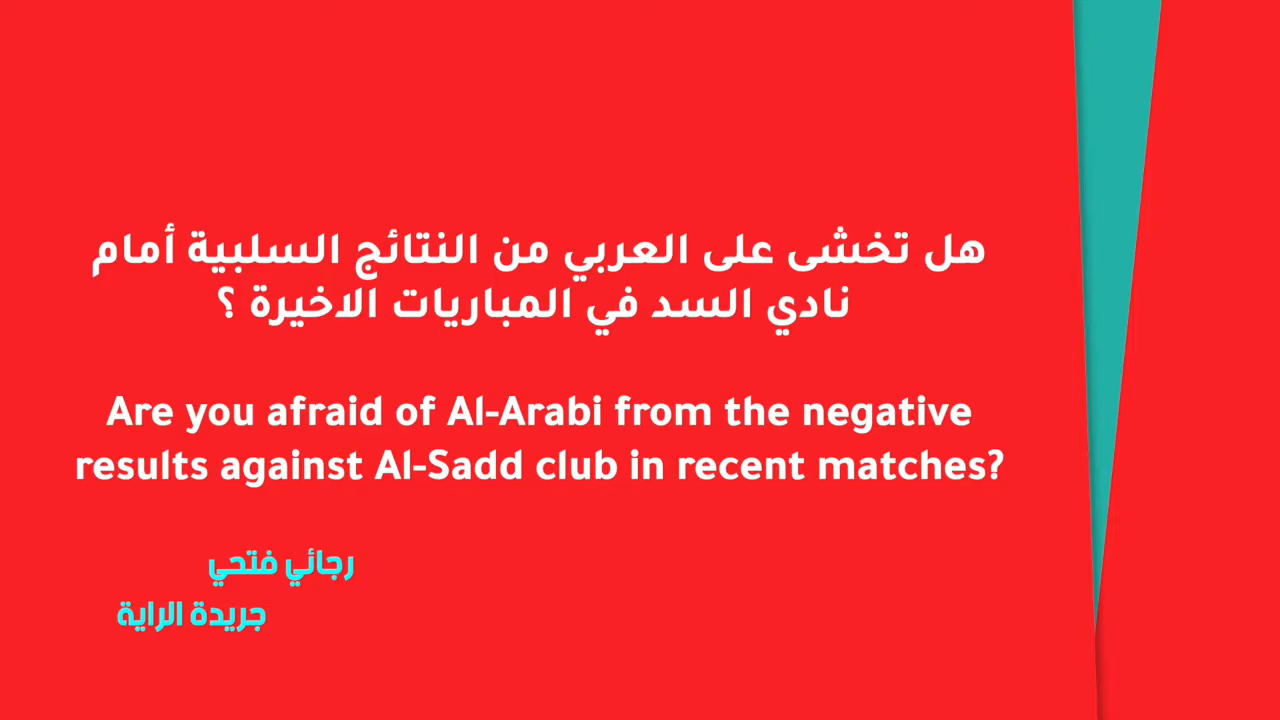 هل تخشى على العربي من النتائج السلبية أمام
نادي السد في المباريات الاخيرة ؟
Are you afraid of Al-Arabi from the negative
results against Al-Sadd club in recent matches?
رجائي فتحي
جريدة الراية